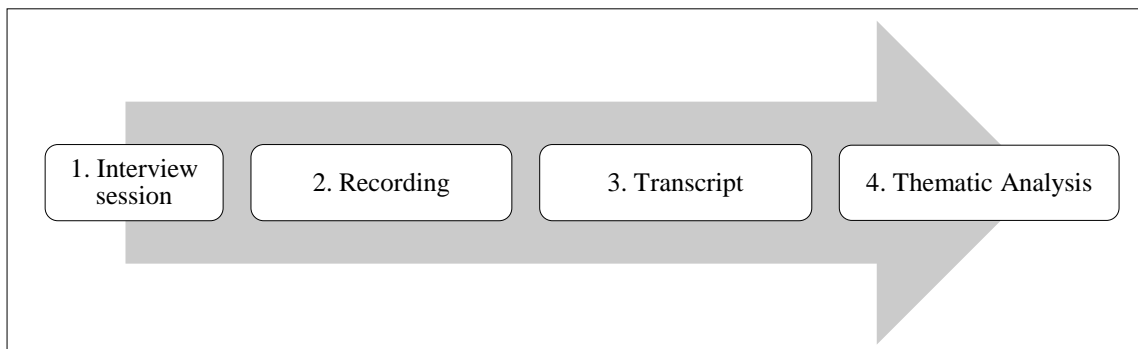 1. Interview
session
2. Recording
3. Transcript
4. Thematic Analysis